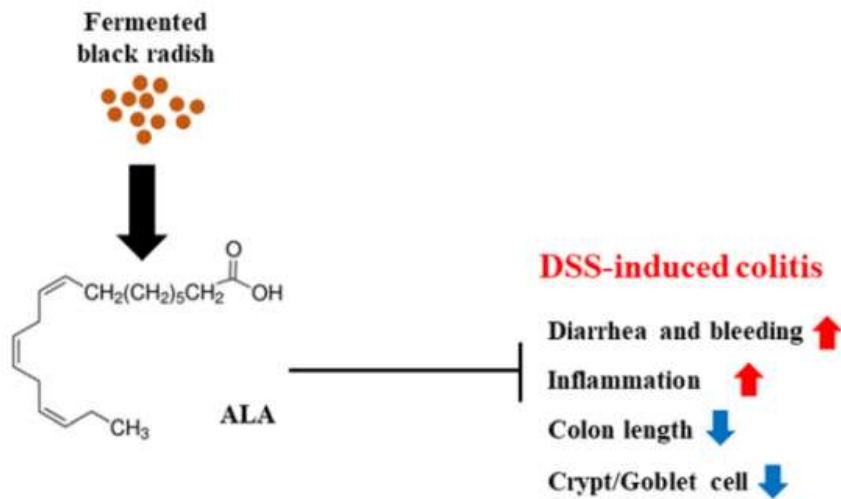 Fermented
black radish
O
CH₂(CH₂)₅CH₂
OH
CH₃
ALA
DSS-induced colitis
Diarrhea and bleeding
Inflammation
Colon length
Crypt/Goblet cell